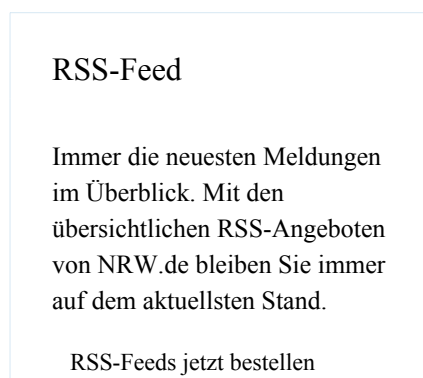 RSS-Feed
Immer die neuesten Meldungen
im Überblick. Mit den
übersichtlichen RSS-Angeboten
von NRW.de bleiben Sie immer
auf dem aktuellsten Stand.
RSS-Feeds jetzt bestellen